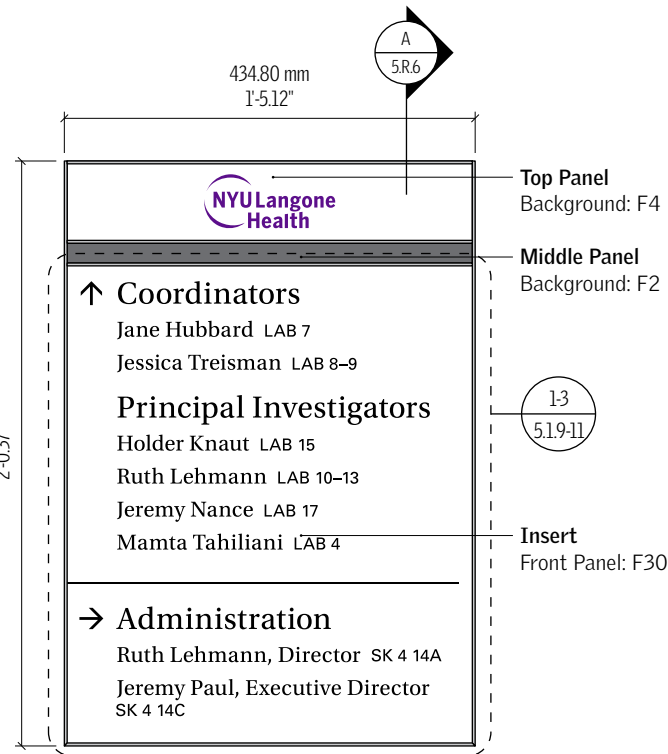 A
5.R.6
434.80 mm
1'-5.12"
NYU Langone
Health
Top Panel
Background: F4
Middle Panel
Background: F2
↑ Coordinators
Jane Hubbard LAB 7
Jessica Treisman LAB 8–9
Principal Investigators
1-3
5.1.9-11
Holder Knaut LAB 15
Ruth Lehmann LAB 10–13
Jeremy Nance LAB 17
Mamta Tahiliani LAB 4
Insert
Front Panel: F30
→ Administration
Ruth Lehmann, Director SK 4 14A
Jeremy Paul, Executive Director
SK 4 14C